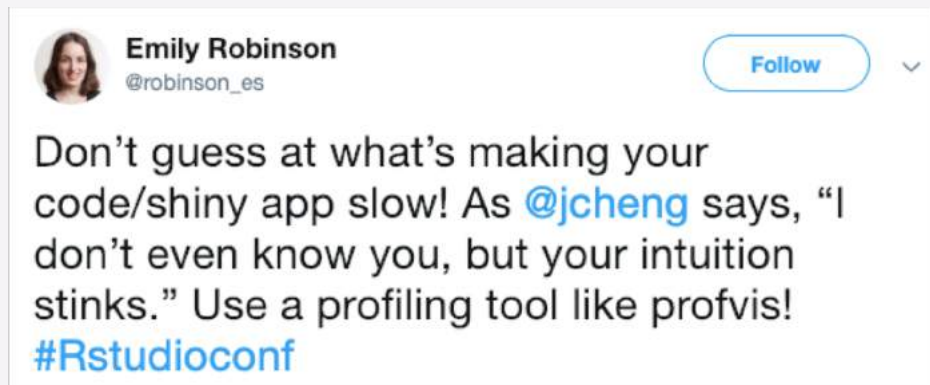 Emily Robinson
@robinson_es
Follow
Don’t guess at what’s making your
code/shiny app slow! As @jcheng says, “I
don’t even know you, but your intuition
stinks.” Use a profiling tool like profvis!
#Rstudioconf